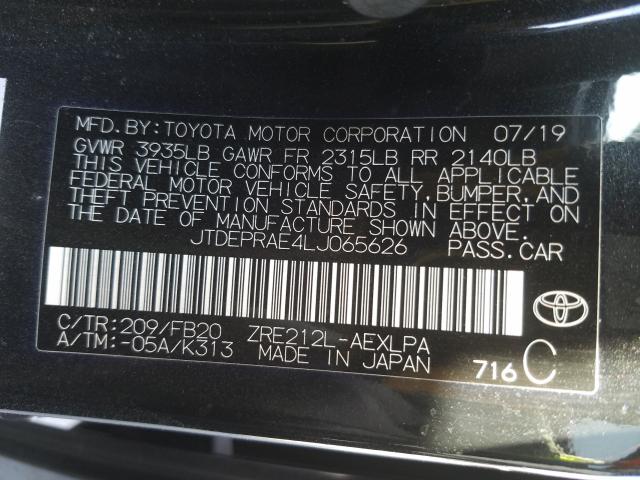 MFD.BY:TOYOTA MOTOR CORPORATION 07/19
GVWR 3935LB GAWR FR 2315LB RR 2140LB
THIS VEHICLE CONFORMS TO ALL APPLICABLE
FEDERAL MOTOR VEHICLE SAFETY,BUMPER,AND
THEFT PREVENTION STANDARDS IN EFFECT ON
THE DATE OF MANUFACTURE SHOWN ABOVE.
JTDEPRAE4LJ065626 PASS.CAR
C/TR:209/FB20 ZRE212L-AEXLPA
A/TM:-05A/K313 MADE IN JAPAN
716 C